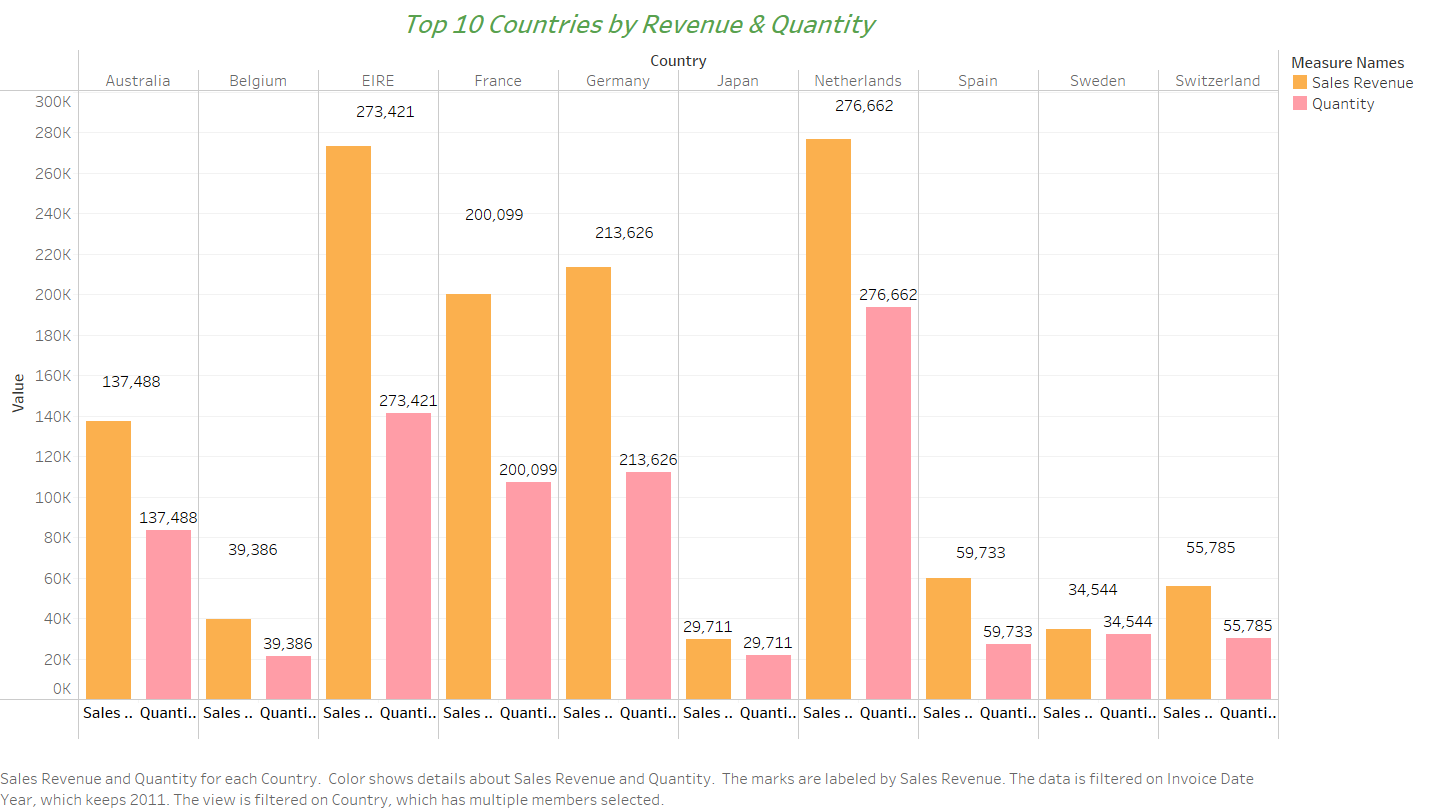 Top 10 Countries by Revenue & Quantity
Country
Measure Names
Australia Belgium EIRE France Germany Japan Netherlands Spain Sweden Switzerland
Sales Revenue
Quantity
300K
280K
260K
240K
220K
200K
180K
160K
140K
120K
100K
80K
60K
40K
20K
0K
Value
137,488
137,488
39,386
39,386
273,421
273,421
200,099
200,099
213,626
213,626
29,711
29,711
276,662
276,662
59,733
59,733
34,544
34,544
55,785
55,785
Sales .. Quanti.. Sales .. Quanti.. Sales .. Quanti.. Sales .. Quanti.. Sales .. Quanti.. Sales .. Quanti.. Sales .. Quanti.. Sales .. Quanti.. Sales .. Quanti.. Sales .. Quanti..
Sales Revenue and Quantity for each Country.  Color shows details about Sales Revenue and Quantity.  The marks are labeled by Sales Revenue. The data is filtered on Invoice Date
Year, which keeps 2011. The view is filtered on Country, which has multiple members selected.